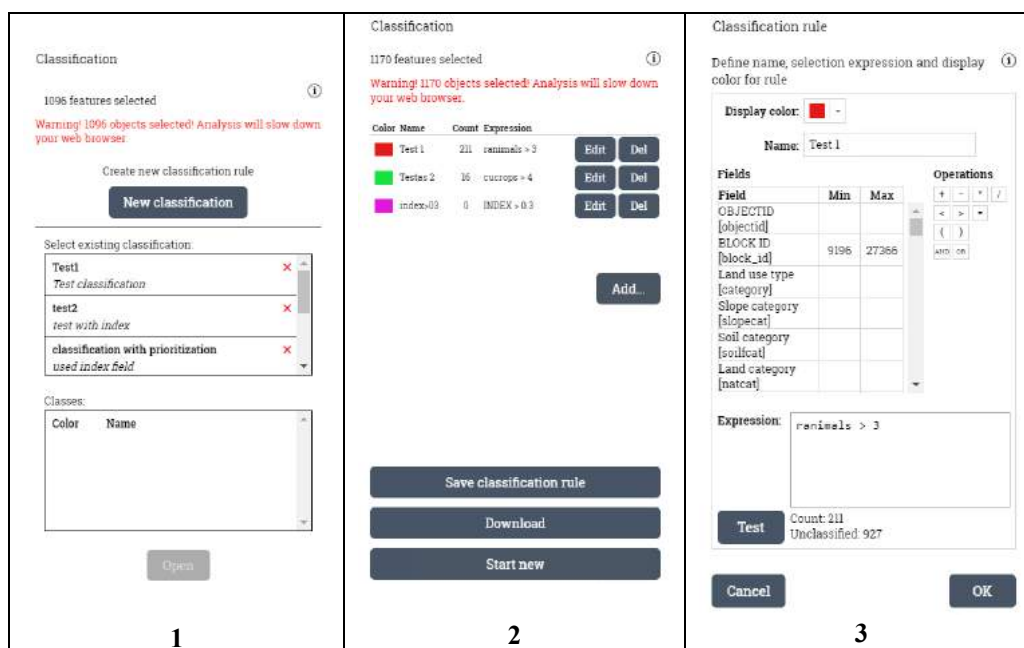 Classification
1096 features selected
Warning! 1096 objects selected! Analysis will slow down
your web browser.
Create new classification rule
New classification
Select existing classification:
Test1
Test classification
test2
test with index
classification with prioritization
used index field
Classes:
Color Name
Open
1
Classification
1170 features selected
Warning! 1170 objects selected! Analysis will slow down
your web browser.
Color Name Count Expression
Test 1 211 ranimals > 3 Edit Del
Testas 2 16 cucrops > 4 Edit Del
index>03 0 INDEX > 0.3 Edit Del
Add...
Save classification rule
Download
Start new
2
Classification rule
Define name, selection expression and display
color for rule
Display color:
Name: Test 1
Fields Operations
Field Min Max + - * /
OBJECTID < > =
[objectid] ( )
BLOCK ID 9196 27366 AND OR
[block_id]
Land use type
[category]
Slope category
[slopecat]
Soil category
[soilfcat]
Land category
[natcat]
Expression: ranimals > 3
Test Count: 211
Unclassified: 927
Cancel OK
3